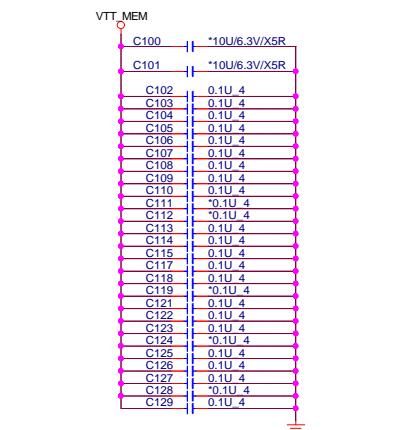 VTT_MEM
C100 *10U/6.3V/X5R
C101 *10U/6.3V/X5R
C102 0.1U_4
C103 0.1U_4
C104 0.1U_4
C105 0.1U_4
C106 0.1U_4
C107 0.1U_4
C108 0.1U_4
C109 0.1U_4
C110 0.1U_4
C111 *0.1U_4
C112 *0.1U_4
C113 0.1U_4
C114 0.1U_4
C115 0.1U_4
C117 0.1U_4
C118 0.1U_4
C119 *0.1U_4
C121 0.1U_4
C122 0.1U_4
C123 0.1U_4
C124 *0.1U_4
C125 0.1U_4
C126 0.1U_4
C127 0.1U_4
C128 *0.1U_4
C129 0.1U_4